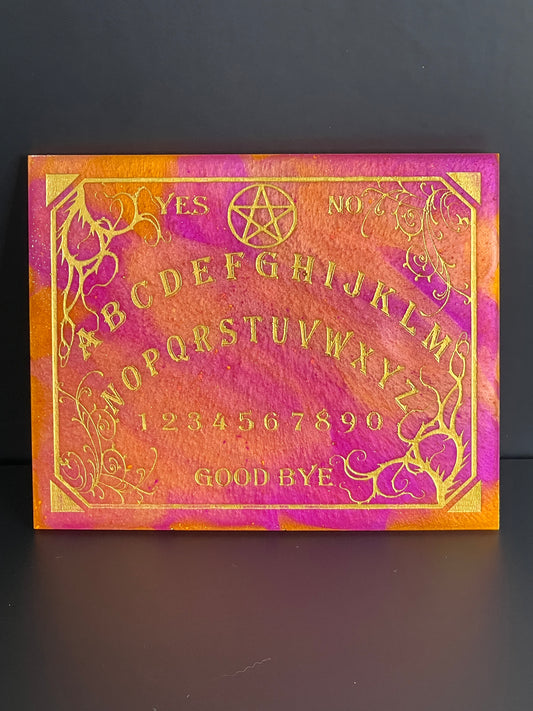 YES NO
ABCDEFGHIJKLM
NOPQRSTUVWXYZ
1234567890
GOOD BYE